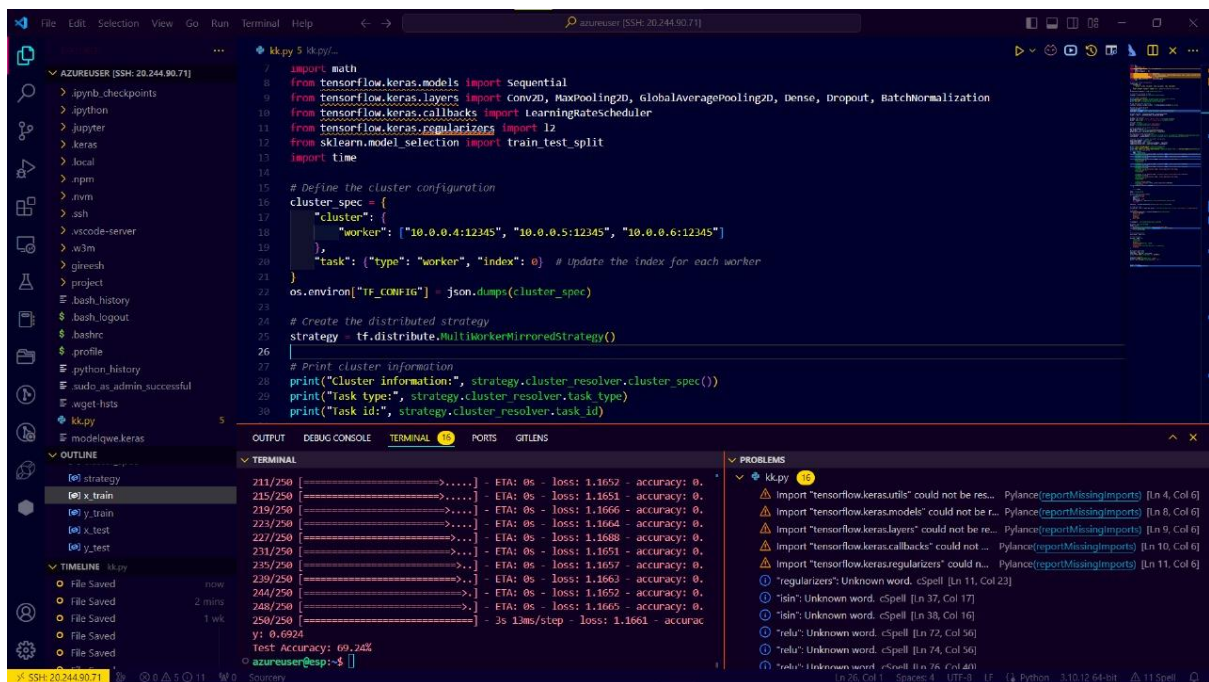 File Edit Selection View Go Run Terminal Help
azureuser [SSH: 20.244.90.71]
AZUREUSER [SSH: 20.244.90.71]
.ipynb_checkpoints
.ipython
.jupyter
.keras
.local
.npm
.nvm
.ssh
.vscode-server
.w3m
gireesh
project
.bash_history
.bash_logout
.bashrc
.profile
.python_history
.sudo_as_admin_successful
.wget-hsts
kk.py 5
modelqwe.keras
OUTLINE
strategy
x_train
y_train
x_test
y_test
TIMELINE kk.py
File Saved now
File Saved 2 mins
File Saved 1 wk
File Saved
File Saved
kk.py 5 kk.py/...
7 import math
8 from tensorflow.keras.models import Sequential
9 from tensorflow.keras.layers import Conv2D, MaxPooling2D, GlobalAveragePooling2D, Dense, Dropout, BatchNormalization
10 from tensorflow.keras.callbacks import LearningRateScheduler
11 from tensorflow.keras.regularizers import l2
12 from sklearn.model_selection import train_test_split
13 import time
14
15 # Define the cluster configuration
16 cluster_spec = {
17 "cluster": {
18 "worker": ["10.0.0.4:12345", "10.0.0.5:12345", "10.0.0.6:12345"]
19 },
20 "task": {"type": "worker", "index": 0} # Update the index for each worker
21 }
22 os.environ["TF_CONFIG"] = json.dumps(cluster_spec)
23
24 # Create the distributed strategy
25 strategy = tf.distribute.MultiWorkerMirroredStrategy()
26
27 # Print cluster information
28 print("Cluster information:", strategy.cluster_resolver.cluster_spec())
29 print("Task type:", strategy.cluster_resolver.task_type)
30 print("Task id:", strategy.cluster_resolver.task_id)
OUTPUT DEBUG CONSOLE TERMINAL 16 PORTS GITLENS
TERMINAL
211/250 [==========================>.....] - ETA: 0s - loss: 1.1652 - accuracy: 0.
215/250 [==========================>.....] - ETA: 0s - loss: 1.1651 - accuracy: 0.
219/250 [===========================>....] - ETA: 0s - loss: 1.1666 - accuracy: 0.
223/250 [===========================>....] - ETA: 0s - loss: 1.1664 - accuracy: 0.
227/250 [============================>...] - ETA: 0s - loss: 1.1688 - accuracy: 0.
231/250 [============================>...] - ETA: 0s - loss: 1.1651 - accuracy: 0.
235/250 [=============================>..] - ETA: 0s - loss: 1.1657 - accuracy: 0.
239/250 [=============================>..] - ETA: 0s - loss: 1.1663 - accuracy: 0.
244/250 [==============================>.] - ETA: 0s - loss: 1.1652 - accuracy: 0.
248/250 [==============================>.] - ETA: 0s - loss: 1.1665 - accuracy: 0.
250/250 [================================] - 3s 13ms/step - loss: 1.1661 - accurac
y: 0.6924
Test Accuracy: 69.24%
azureuser@esp:~$
PROBLEMS
kk.py 16
Import "tensorflow.keras.utils" could not be res... Pylance(reportMissingImports) [Ln 4, Col 6]
Import "tensorflow.keras.models" could not be r... Pylance(reportMissingImports) [Ln 8, Col 6]
Import "tensorflow.keras.layers" could not be re... Pylance(reportMissingImports) [Ln 9, Col 6]
Import "tensorflow.keras.callbacks" could not ... Pylance(reportMissingImports) [Ln 10, Col 6]
Import "tensorflow.keras.regularizers" could n... Pylance(reportMissingImports) [Ln 11, Col 6]
"regularizers": Unknown word. cSpell [Ln 11, Col 23]
"isin": Unknown word. cSpell [Ln 37, Col 17]
"isin": Unknown word. cSpell [Ln 38, Col 16]
"relu": Unknown word. cSpell [Ln 72, Col 56]
"relu": Unknown word. cSpell [Ln 74, Col 56]
"relu": Unknown word. cSpell [Ln 76, Col 40]
SSH: 20.244.90.71 0 5 11 0 Sourcery Ln 26, Col 1 Spaces: 4 UTF-8 LF Python 3.10.12 64-bit 11 Spell